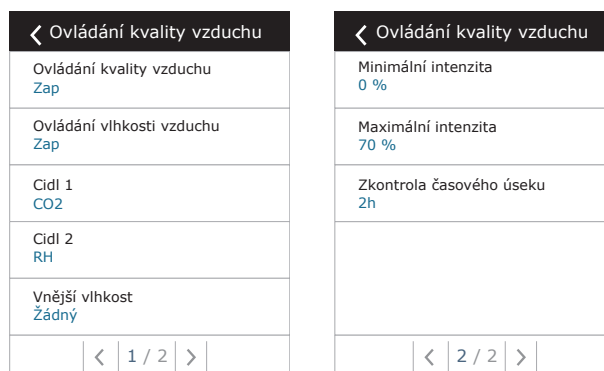 Ovládání kvality vzduchu
Ovládání kvality vzduchu
Zap
Ovládání vlhkosti vzduchu
Zap
Cidl 1
CO2
Cidl 2
RH
Vnější vlhkost
Žádný
1 / 2
Ovládání kvality vzduchu
Minimální intenzita
0 %
Maximální intenzita
70 %
Zkontrola časového úseku
2h
2 / 2